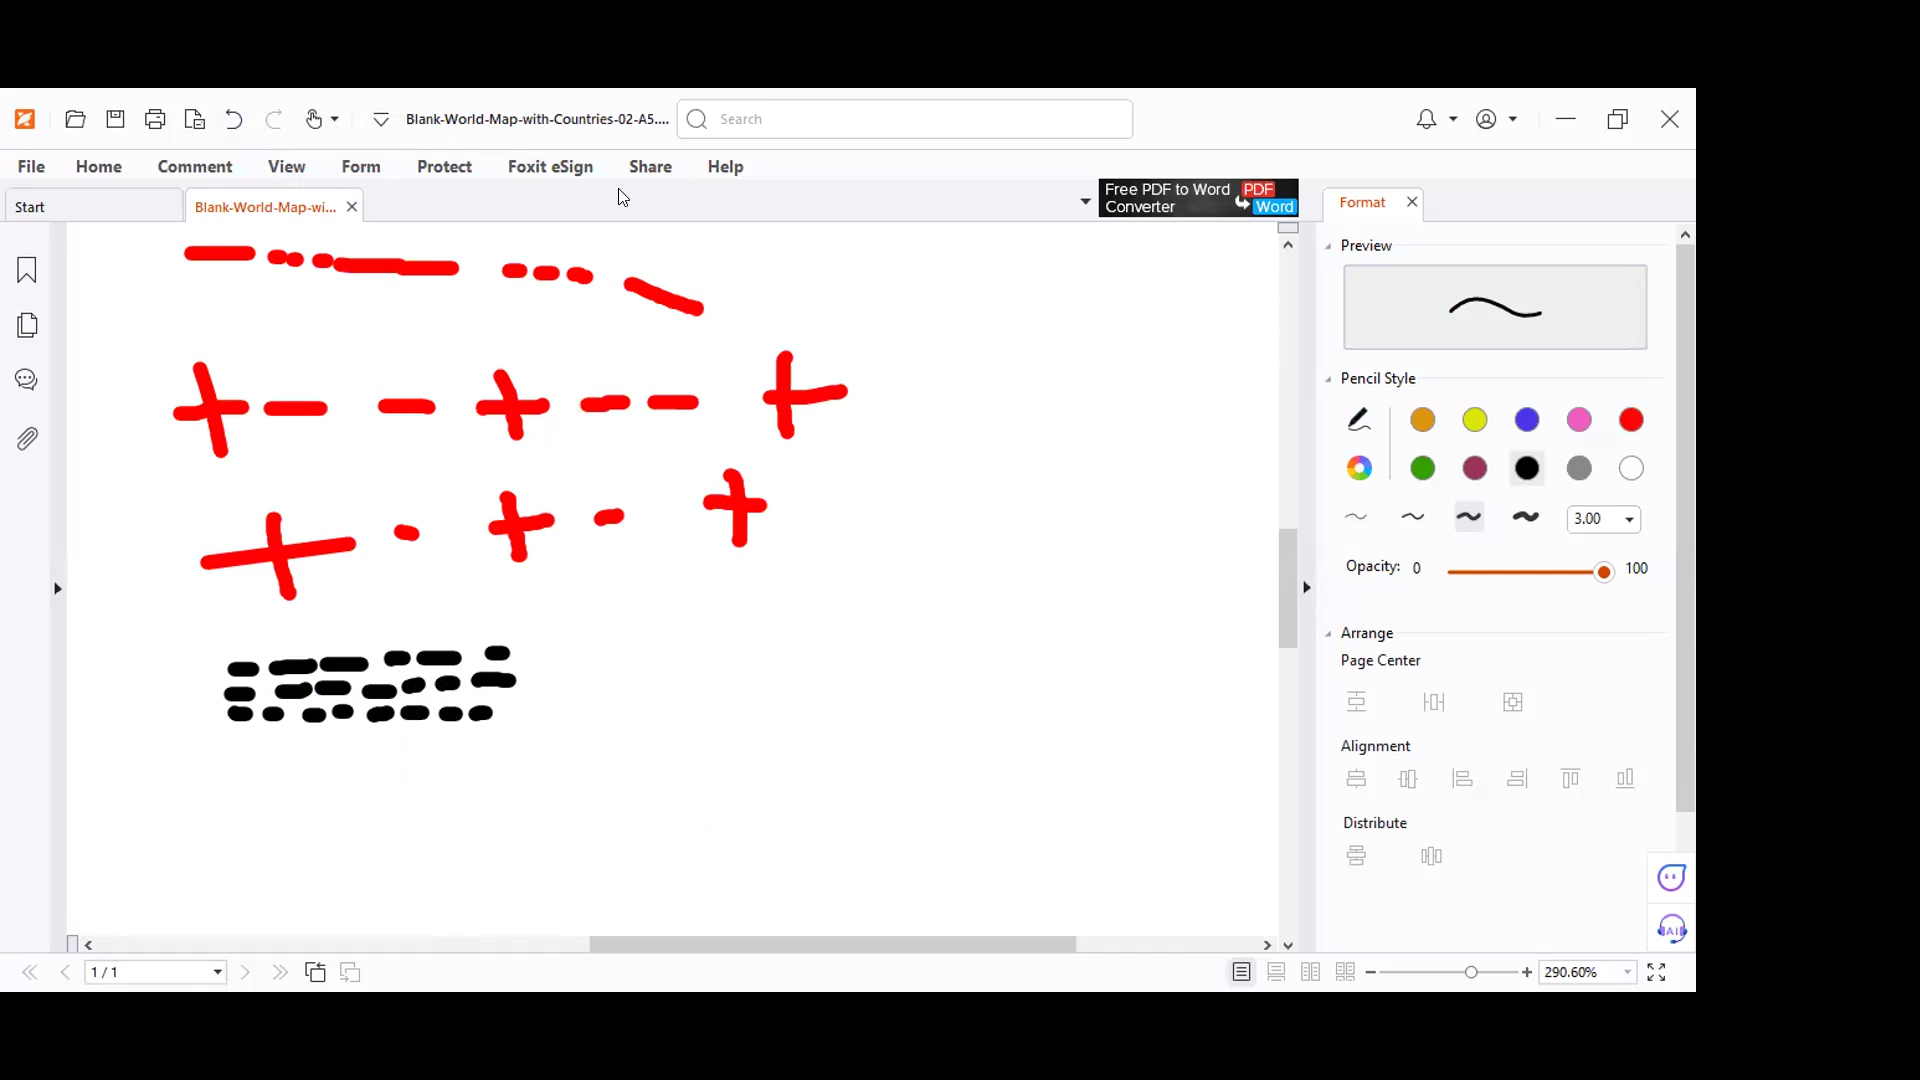 Blank-World-Map-with-Countries-02-A5....
Search
File Home Comment View Form Protect Foxit eSign Share Help
Start
Blank-World-Map-wi...
Free PDF to Word
Converter
PDF
Word
Format
Preview
Pencil Style
3.00
Opacity: 0 100
Arrange
Page Center
Alignment
Distribute
AI
1 / 1
290.60%